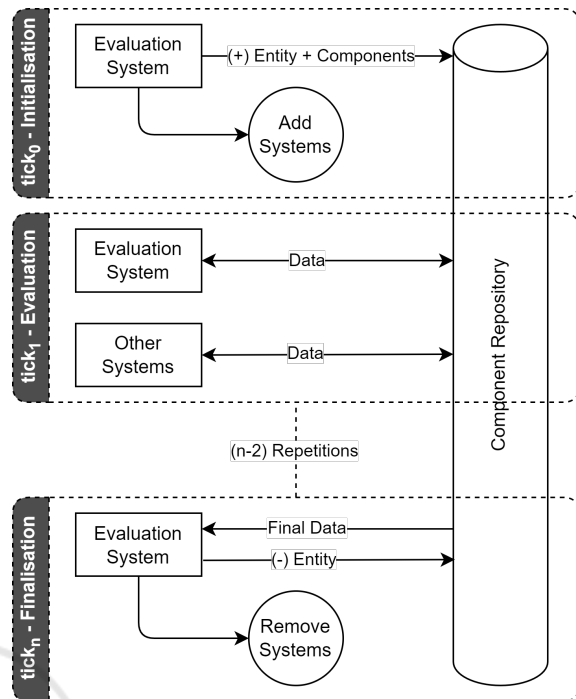 tick0 - Initialisation
Evaluation
System
(+) Entity + Components
Add
Systems
tick1 - Evaluation
Evaluation
System
Data
Other
Systems
Data
Component Repository
(n-2) Repetitions
tickn - Finalisation
Evaluation
System
Final Data
(-) Entity
Remove
Systems